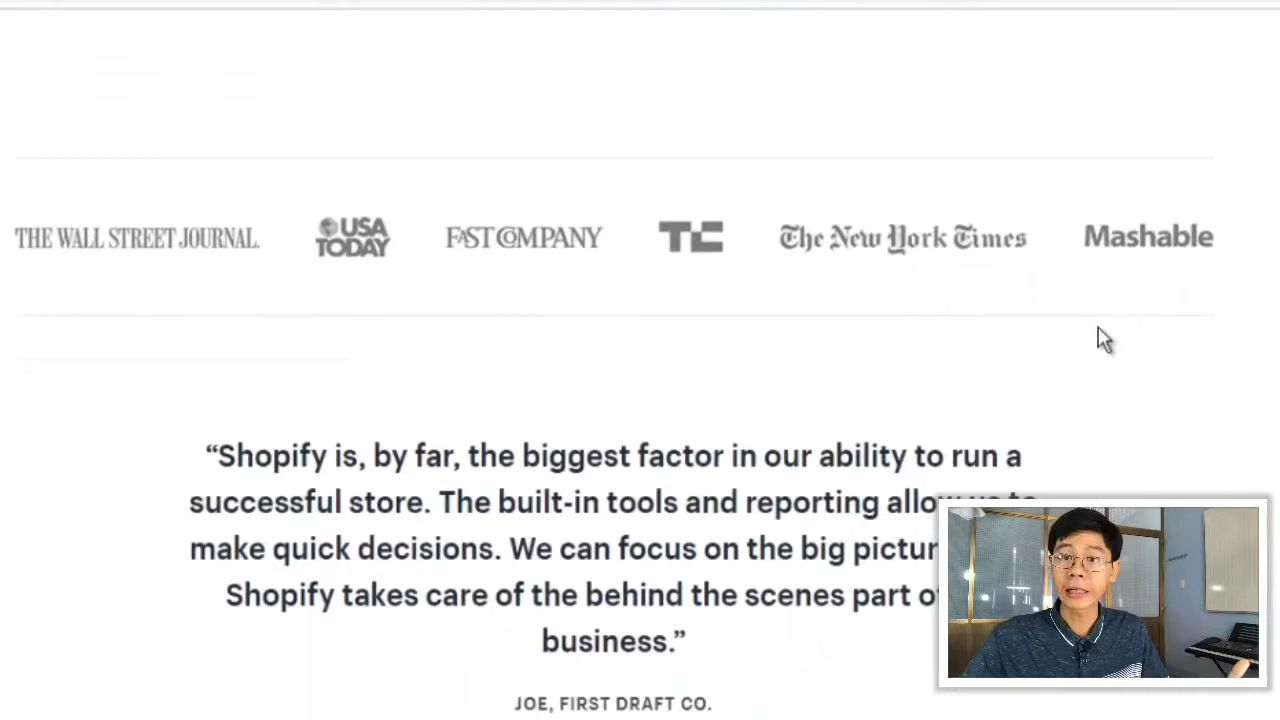 THE WALL STREET JOURNAL.
USA
TODAY
FAST COMPANY
TC
The New York Times
Mashable
“Shopify is, by far, the biggest factor in our ability to run a
successful store. The built-in tools and reporting allow us to
make quick decisions. We can focus on the big
Shopify takes care of the behind the scenes part
business.”
JOE, FIRST DRAFT CO.